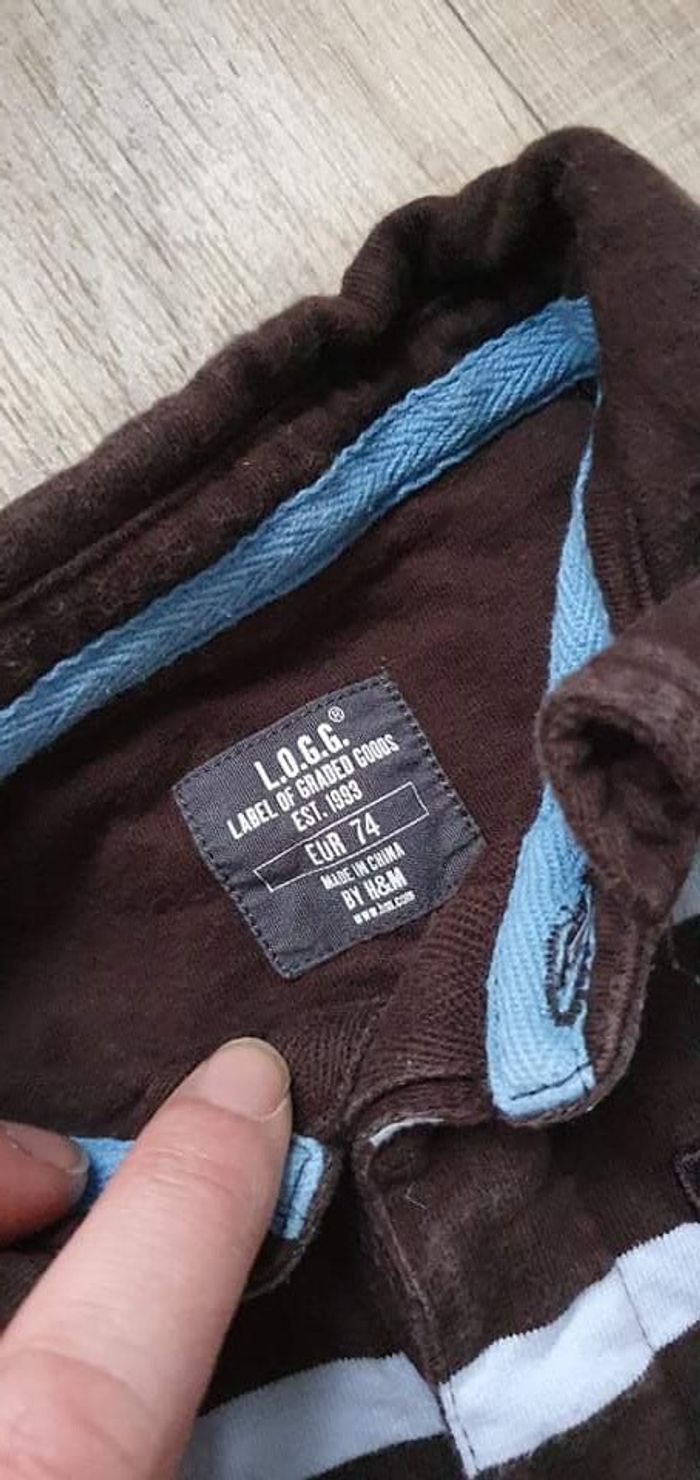 L.O.G.G.®
LABEL OF GRADED GOODS
EST. 1993
EUR 74
MADE IN CHINA
BY H&M
www.hm.com